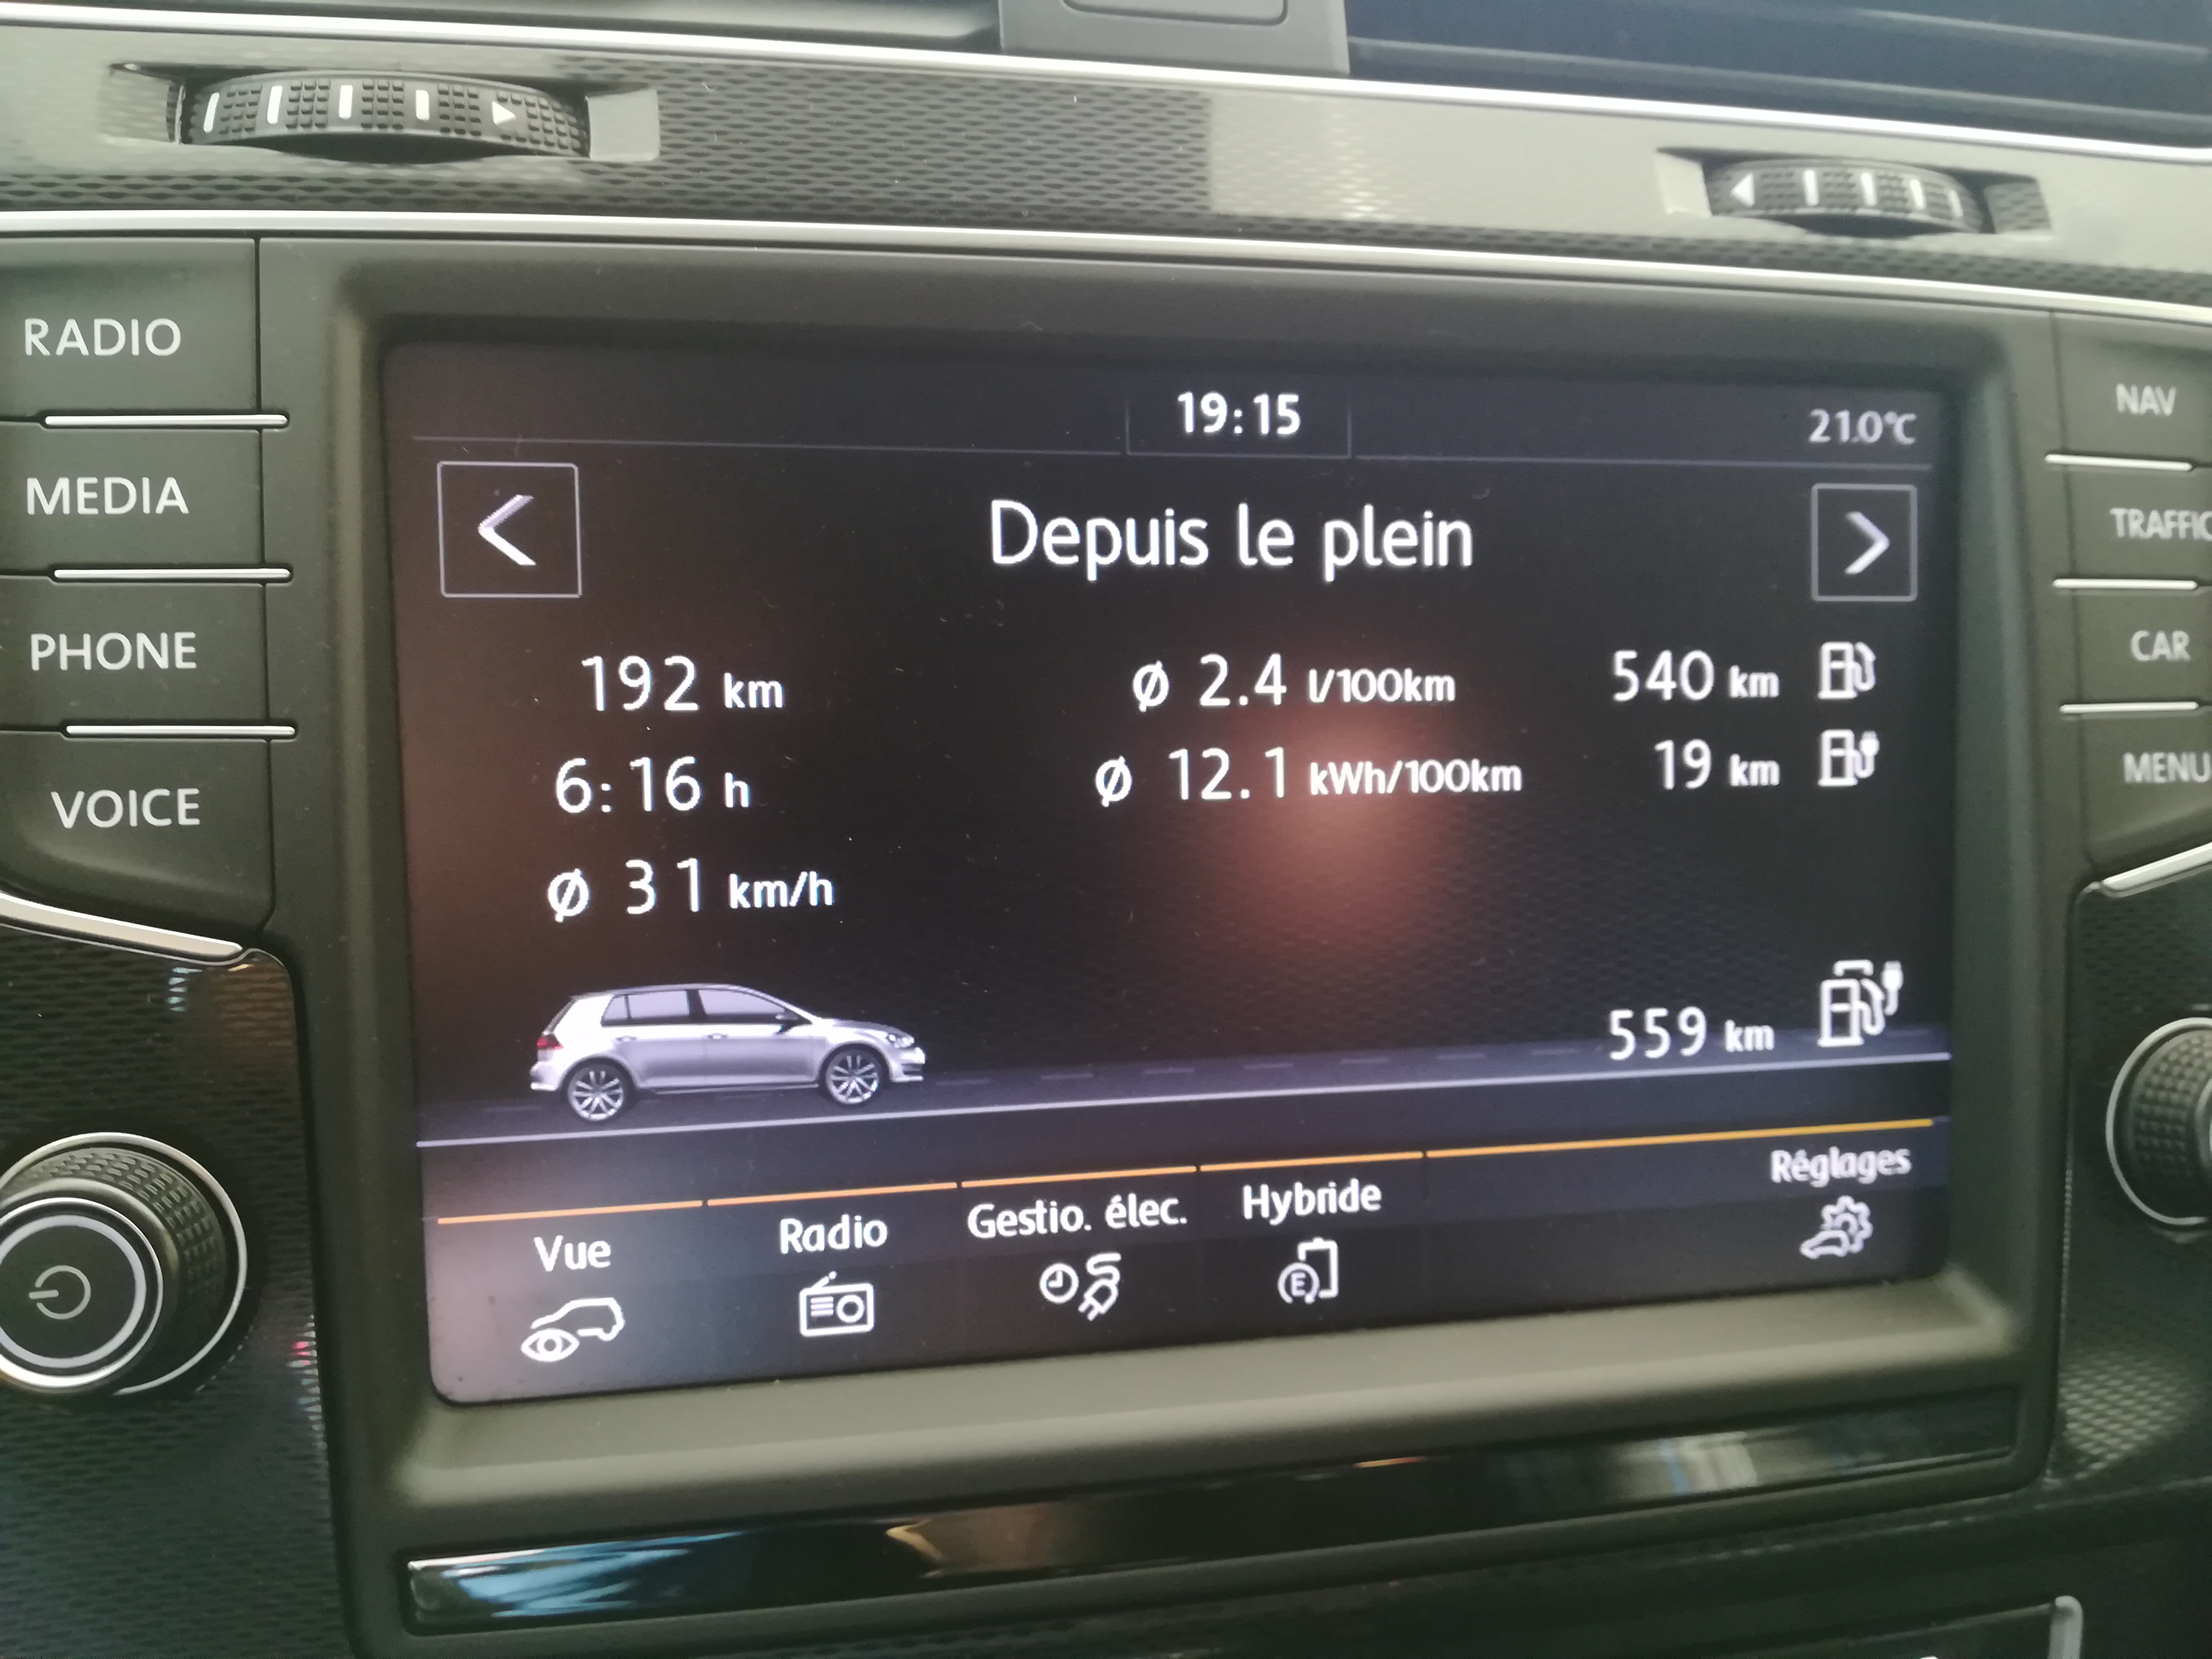 RADIO
MEDIA
PHONE
VOICE
19:15
21.0°C
Depuis le plein
192 km
ø 2.4 l/100km
540 km
6:16 h
ø 12.1 kWh/100km
19 km
ø 31 km/h
559 km
Vue
Radio
Gestio. élec.
Hybride
E
Réglages
NAV
TRAFFIC
CAR
MENU